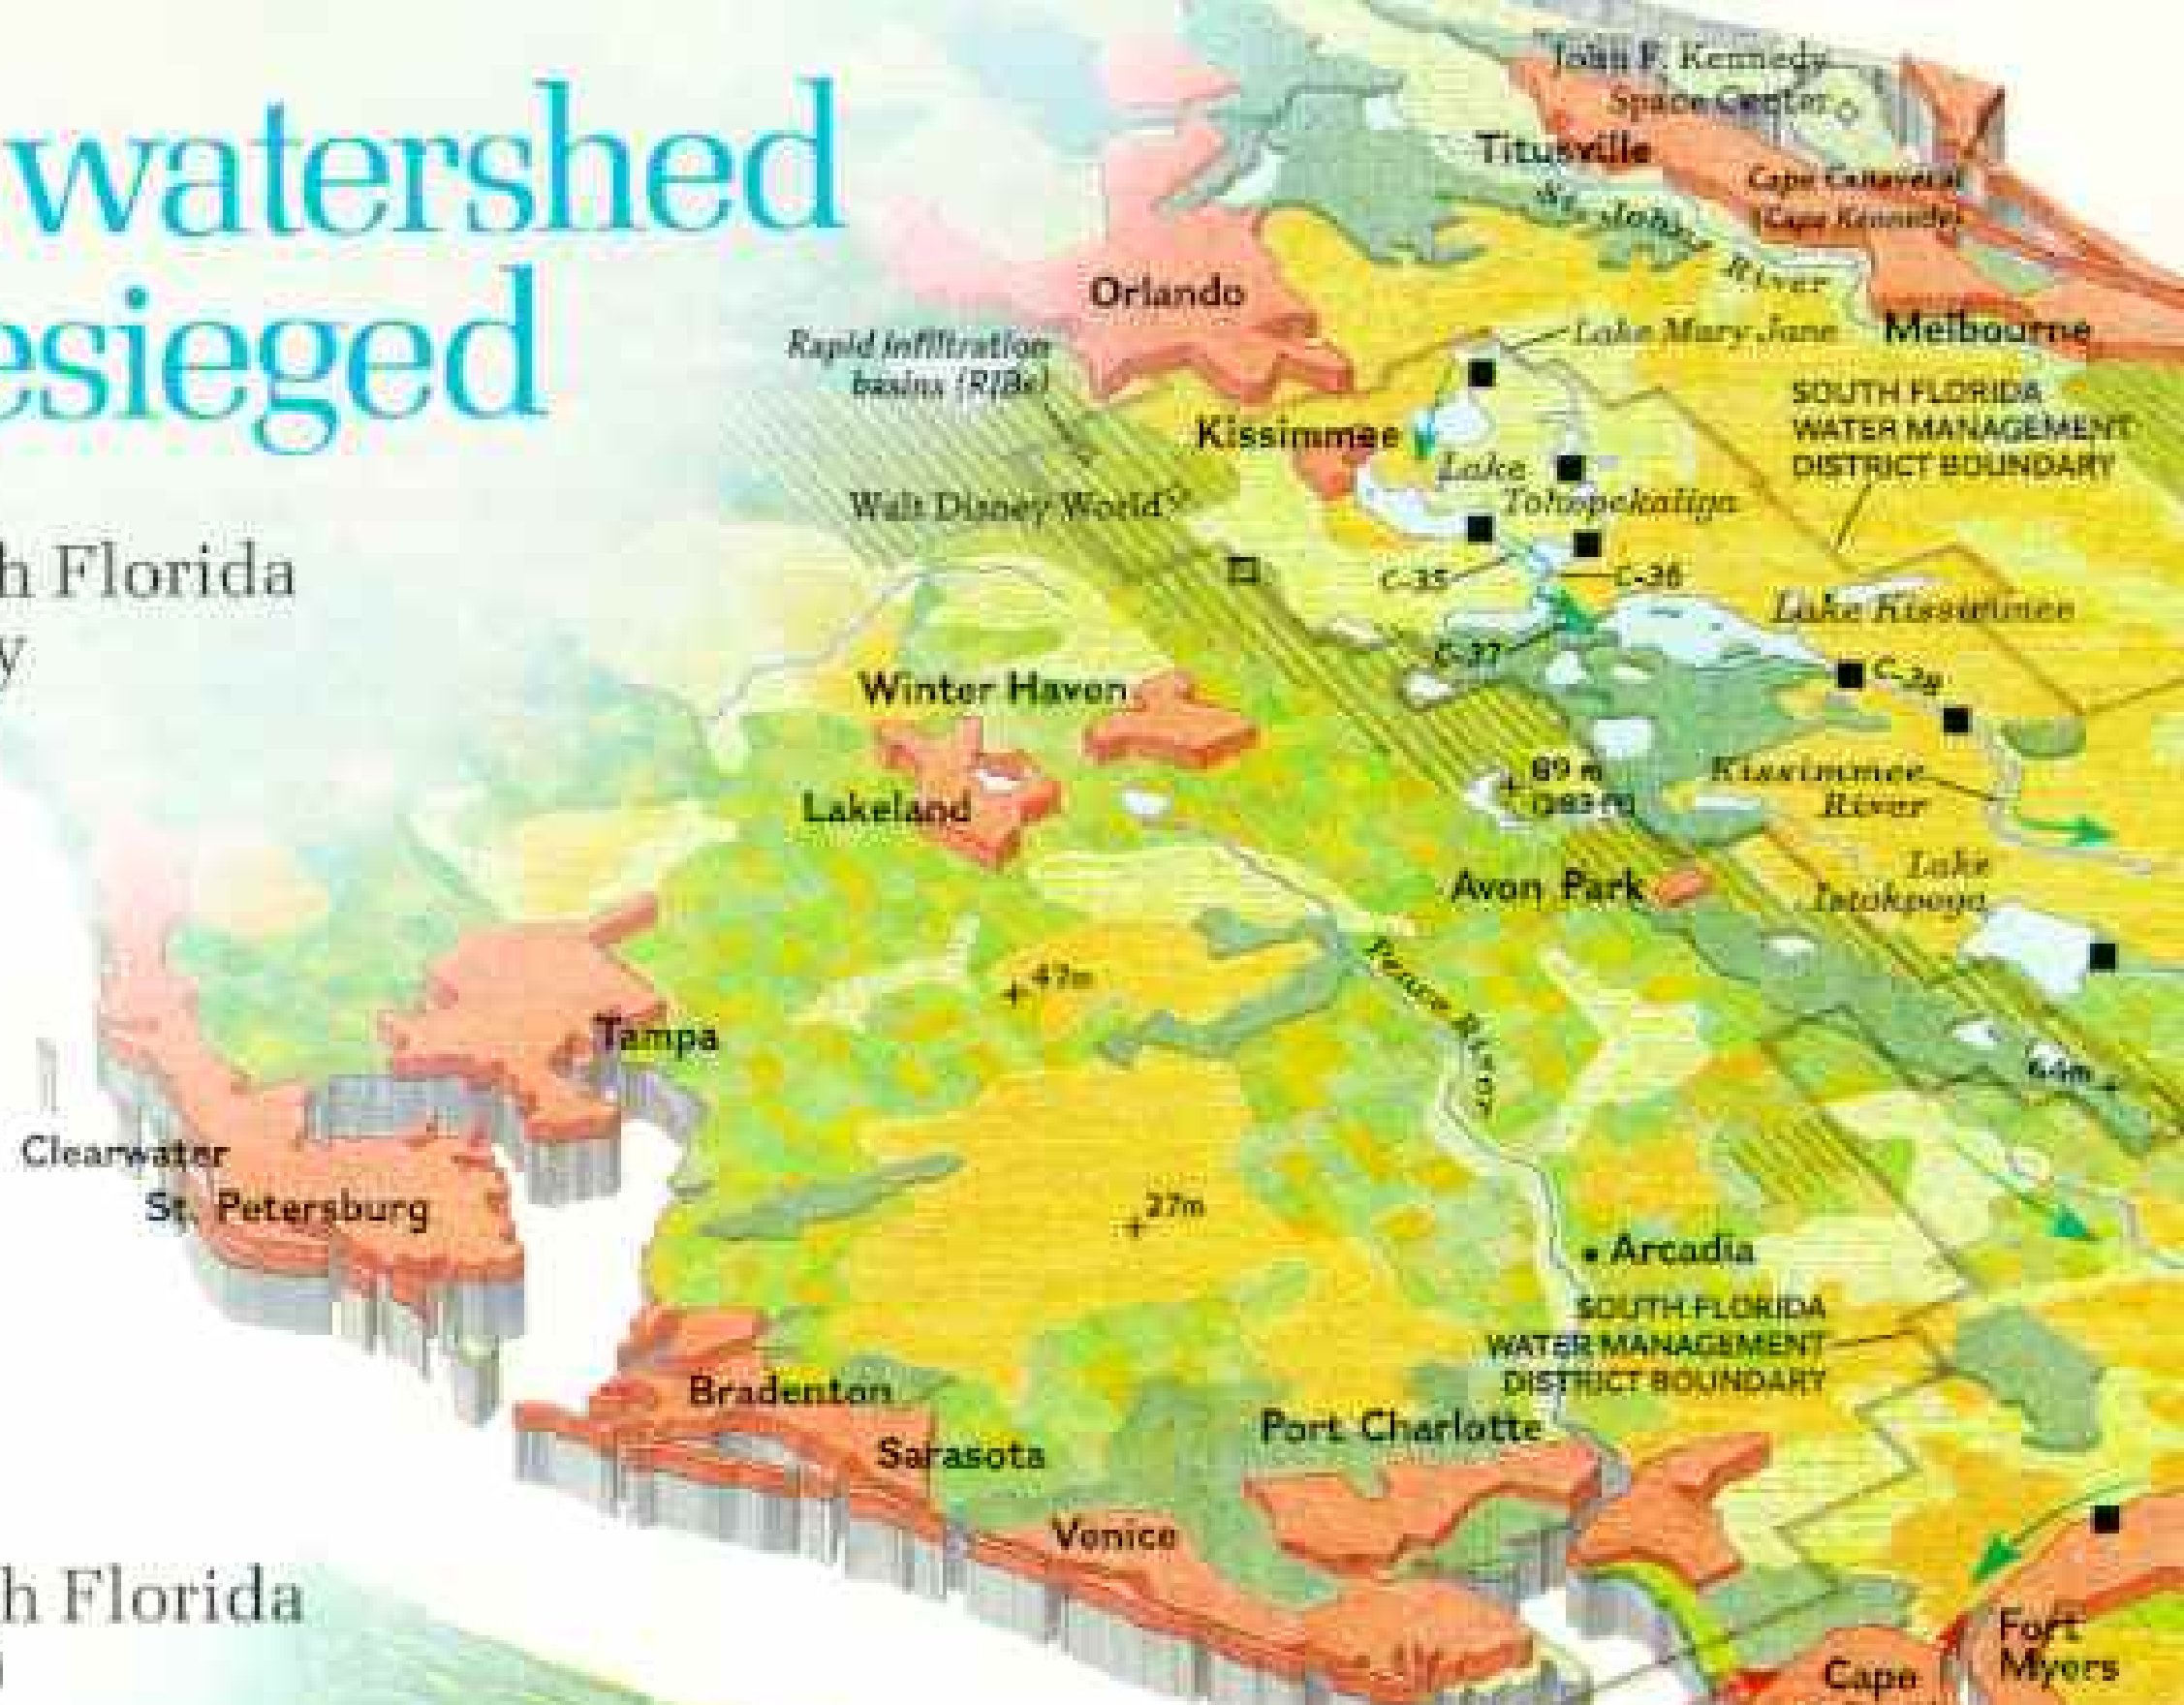 watershed
esieged
h Florida
y
h Florida
John F. Kennedy
Space Center
Titusville
Cape Canaveral
(Cape Kennedy)
St. Johns
River
Orlando
Rapid infiltration
basins (RIBs)
Lake Mary Jane
Melbourne
SOUTH FLORIDA
WATER MANAGEMENT
DISTRICT BOUNDARY
Kissimmee
Lake
Tohopekaliga
Walt Disney World
C-35
C-36
Lake Kissimmee
C-37
C-38
Winter Haven
Lakeland
89 m
Kissimmee
River
Avon Park
Lake
Istokpoga
47m
Peace River
Tampa
64m
Clearwater
St. Petersburg
27m
Arcadia
SOUTH FLORIDA
WATER MANAGEMENT
DISTRICT BOUNDARY
Bradenton
Sarasota
Port Charlotte
Venice
Fort
Myers
Cape